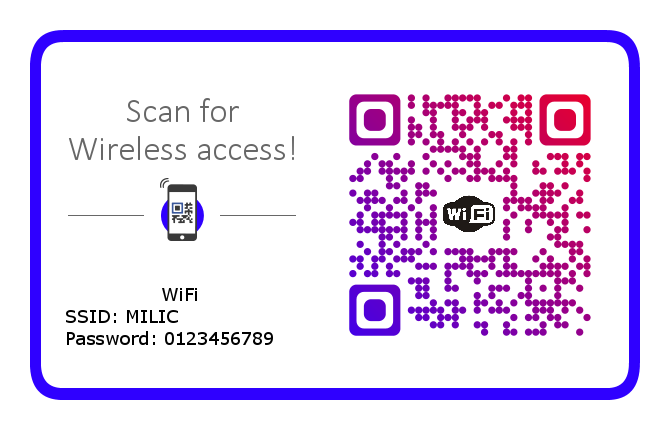 Scan for
Wireless access!
WiFi
WiFi
SSID: MILIC
Password: 0123456789